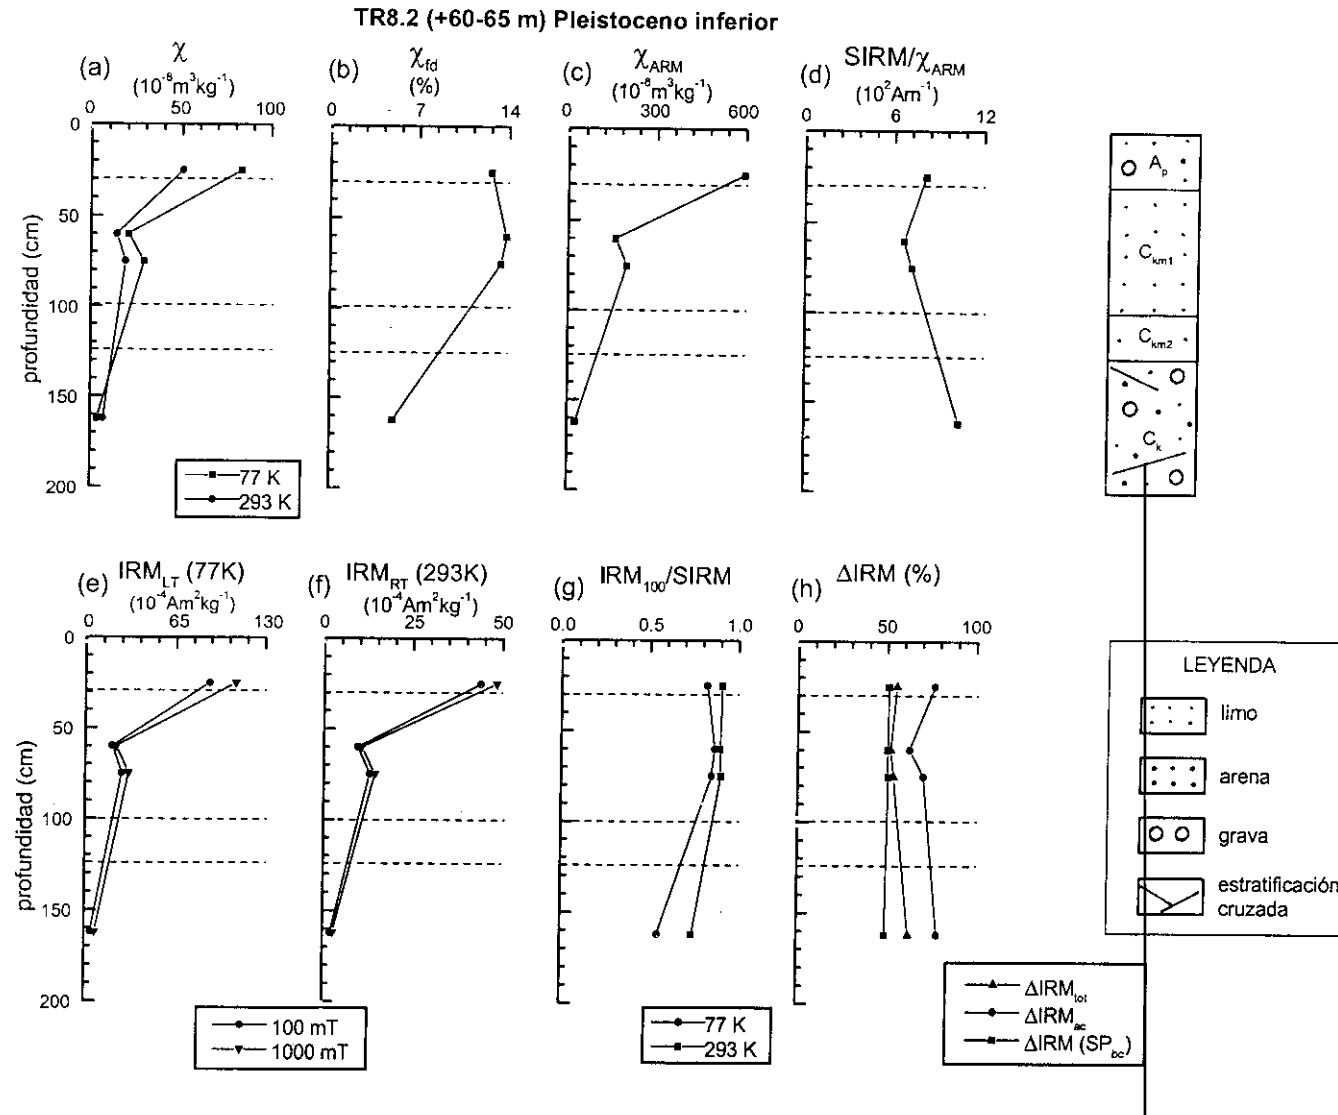 TR8.2 (+60-65 m) Pleistoceno inferior
(a) χ
(10⁻⁸m³kg⁻¹)
0 50 100
(b) χfd
(%)
0 7 14
(c) χARM
(10⁻⁸m³kg⁻¹)
0 300 600
(d) SIRM/χARM
(10²Am⁻¹)
0 6 12
profundidad (cm)
0
50
100
150
200
77 K
293 K
Ap
Ckm1
Ckm2
Ck
(e) IRMLT (77K)
(10⁻⁴Am²kg⁻¹)
0 65 130
(f) IRMRT (293K)
(10⁻⁴Am²kg⁻¹)
0 25 50
(g) IRM100/SIRM
0.0 0.5 1.0
(h) ΔIRM (%)
0 50 100
profundidad (cm)
0
50
100
150
200
100 mT
1000 mT
77 K
293 K
ΔIRMtot
ΔIRMac
ΔIRM (SPbc)
LEYENDA
limo
arena
grava
estratificación
cruzada